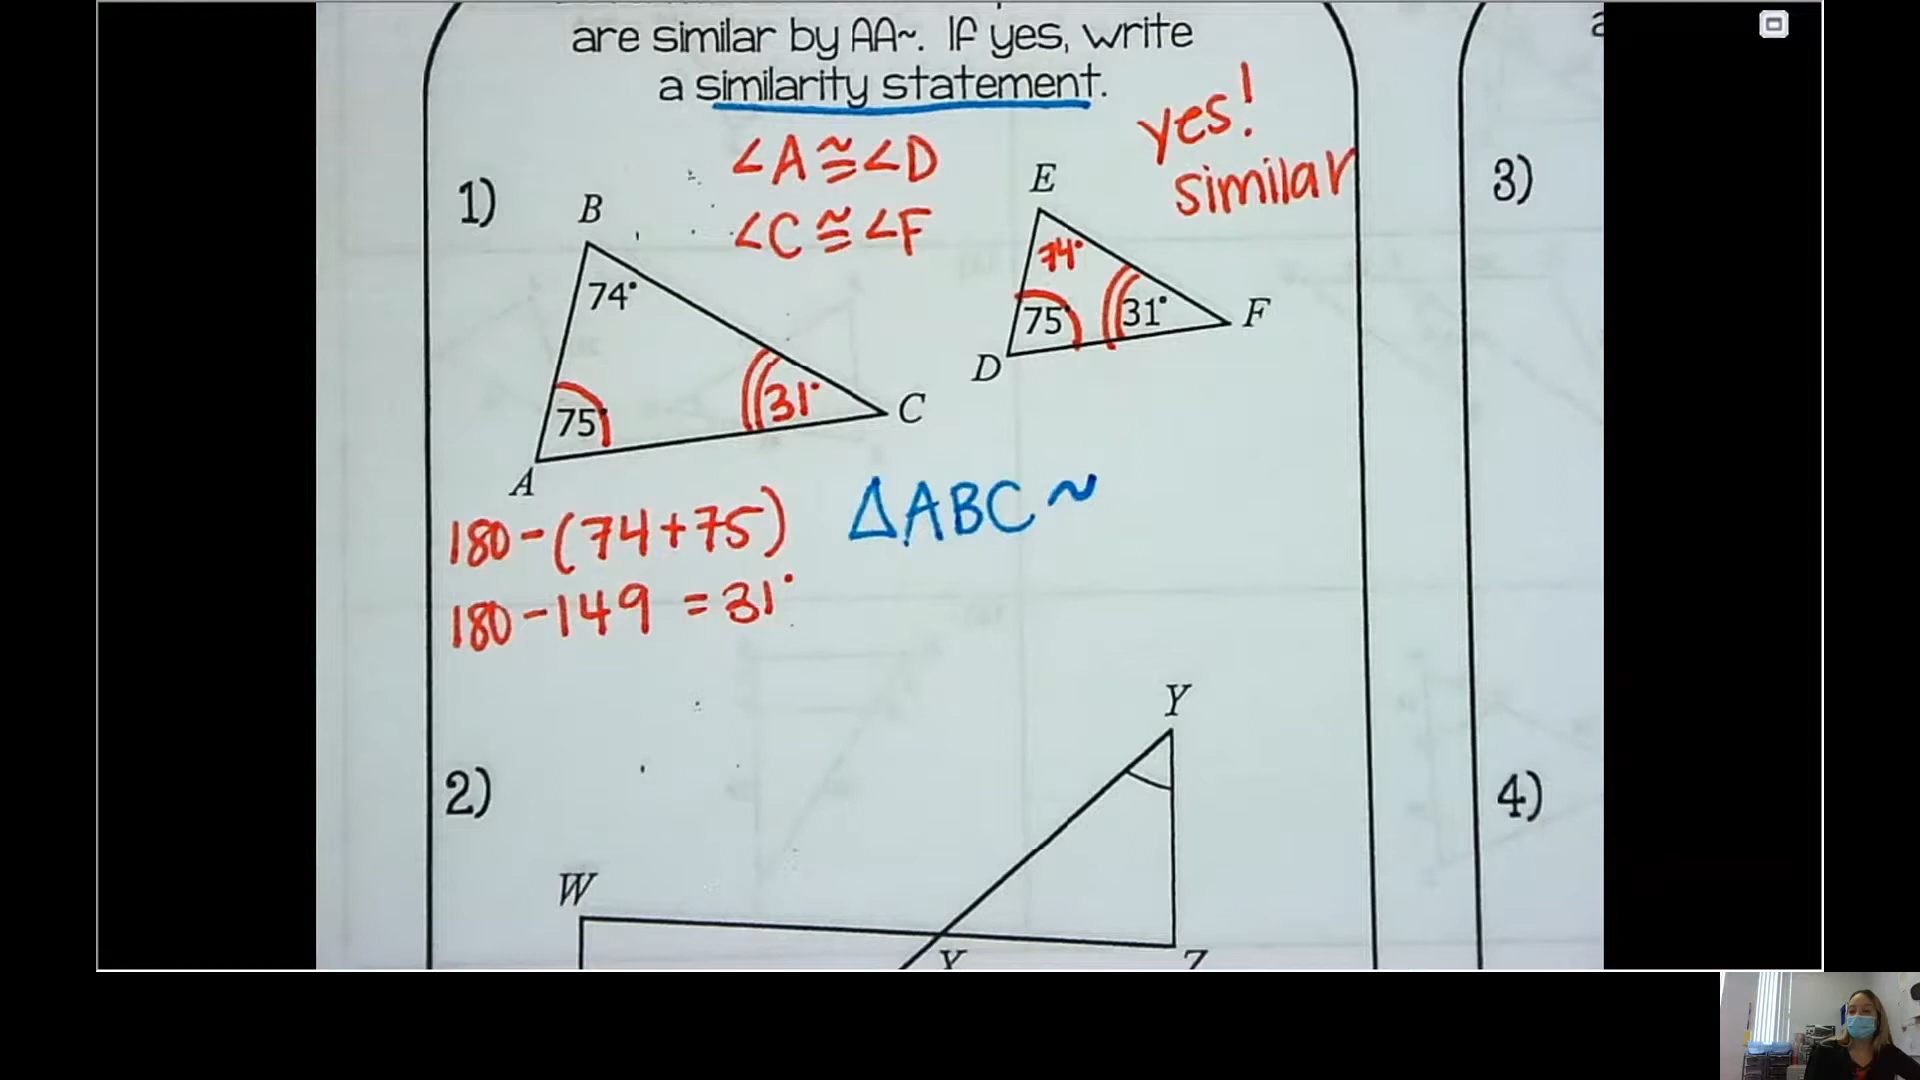 are similar by AA~. If yes, write
a similarity statement.
yes!
similar
∠A ≅ ∠D
∠C ≅ ∠F
1)
B
74°
75°
31°
A
C
E
74°
75°
31°
D
F
180-(74+75)
180-149 = 31°
ΔABC ~
2)
Y
W
X
Z
3)
4)